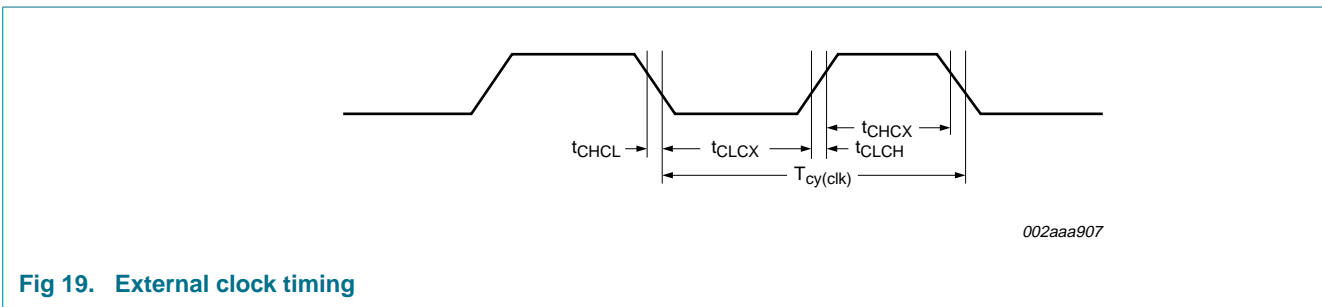 tCHCX
tCHCL
tCLCX
tCLCH
Tcy(clk)
002aaa907
Fig 19. External clock timing